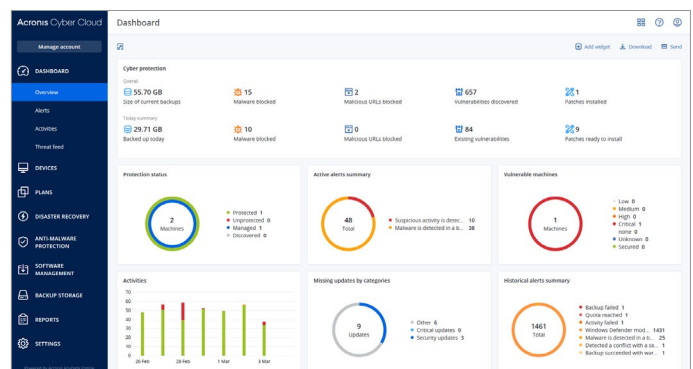 Acronis Cyber Cloud
Dashboard
Manage account
Add widget
Download
Send
DASHBOARD
Overview
Alerts
Activities
Threat feed
DEVICES
PLANS
DISASTER RECOVERY
ANTI-MALWARE
PROTECTION
SOFTWARE
MANAGEMENT
BACKUP STORAGE
REPORTS
SETTINGS
Powered by Acronis
Cyber protection
Overall
55.70 GB
Size of current backups
15
Malware blocked
2
Malicious URLs blocked
657
Vulnerabilities discovered
1
Patches installed
Today summary
29.71 GB
Backed up today
10
Malware blocked
0
Malicious URLs blocked
84
Existing vulnerabilities
9
Patches ready to install
Protection status
2
Machines
Protected 1
Unprotected 0
Managed 1
Discovered 0
Active alerts summary
48
Total
Suspicious activity is detec... 10
Malware is detected in a b... 38
Vulnerable machines
1
Machines
Low 0
Medium 0
High 0
Critical 1
none 0
Unknown 0
Secured 0
Activities
70
60
50
40
30
20
10
0
26 Feb
28 Feb
1 Mar
3 Mar
Missing updates by categories
9
Updates
Other 6
Critical updates 0
Security updates 3
Historical alerts summary
1461
Total
Backup failed 1
Quota reached 1
Activity failed 1
Windows Defender mod... 1431
Malware is detected in a b... 25
Detected a conflict with a se... 1
Backup succeeded with war... 1